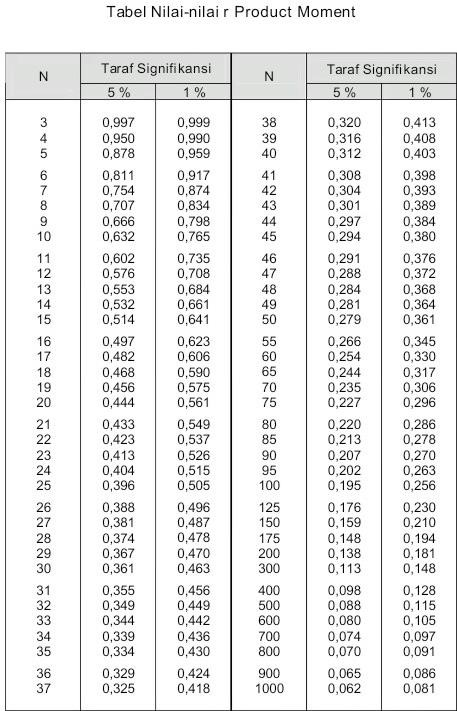 Tabel Nilai-nilai r Product Moment
N Taraf Signifikansi N Taraf Signifikansi
5 % 1 % 5 % 1 %
3 0,997 0,999 38 0,320 0,413
4 0,950 0,990 39 0,316 0,408
5 0,878 0,959 40 0,312 0,403
6 0,811 0,917 41 0,308 0,398
7 0,754 0,874 42 0,304 0,393
8 0,707 0,834 43 0,301 0,389
9 0,666 0,798 44 0,297 0,384
10 0,632 0,765 45 0,294 0,380
11 0,602 0,735 46 0,291 0,376
12 0,576 0,708 47 0,288 0,372
13 0,553 0,684 48 0,284 0,368
14 0,532 0,661 49 0,281 0,364
15 0,514 0,641 50 0,279 0,361
16 0,497 0,623 55 0,266 0,345
17 0,482 0,606 60 0,254 0,330
18 0,468 0,590 65 0,244 0,317
19 0,456 0,575 70 0,235 0,306
20 0,444 0,561 75 0,227 0,296
21 0,433 0,549 80 0,220 0,286
22 0,423 0,537 85 0,213 0,278
23 0,413 0,526 90 0,207 0,270
24 0,404 0,515 95 0,202 0,263
25 0,396 0,505 100 0,195 0,256
26 0,388 0,496 125 0,176 0,230
27 0,381 0,487 150 0,159 0,210
28 0,374 0,478 175 0,148 0,194
29 0,367 0,470 200 0,138 0,181
30 0,361 0,463 300 0,113 0,148
31 0,355 0,456 400 0,098 0,128
32 0,349 0,449 500 0,088 0,115
33 0,344 0,442 600 0,080 0,105
34 0,339 0,436 700 0,074 0,097
35 0,334 0,430 800 0,070 0,091
36 0,329 0,424 900 0,065 0,086
37 0,325 0,418 1000 0,062 0,081